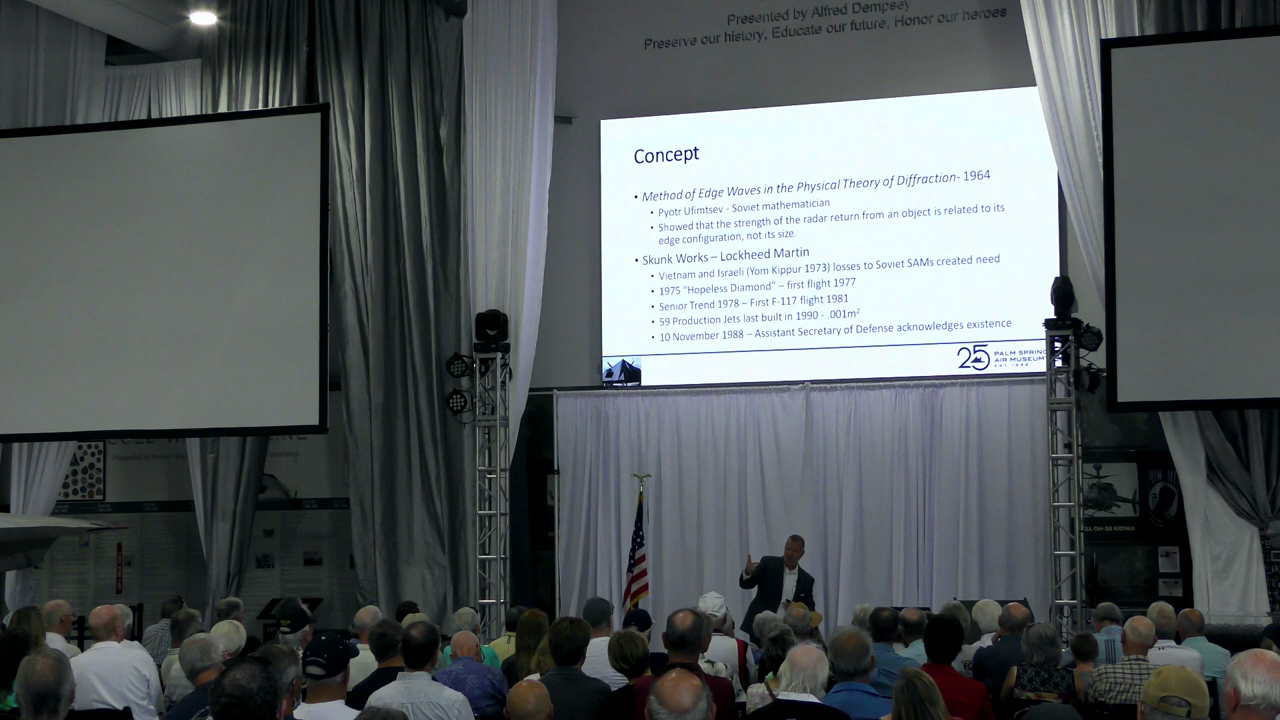 Presented by Alfred Dempsey
Preserve our history, Educate our future, Honor our heroes
Concept
• Method of Edge Waves in the Physical Theory of Diffraction- 1964
• Pyotr Ufimtsev - Soviet mathematician
• Showed that the strength of the radar return from an object is related to its
edge configuration, not its size.
• Skunk Works – Lockheed Martin
• Vietnam and Israeli (Yom Kippur 1973) losses to Soviet SAMs created need
• 1975 "Hopeless Diamond" – first flight 1977
• Senior Trend 1978 – First F-117 flight 1981
• 59 Production Jets last built in 1990 - .001m²
• 10 November 1988 – Assistant Secretary of Defense acknowledges existence
25 PALM SPRING
AIR MUSEUM
OH-58 KIOWA